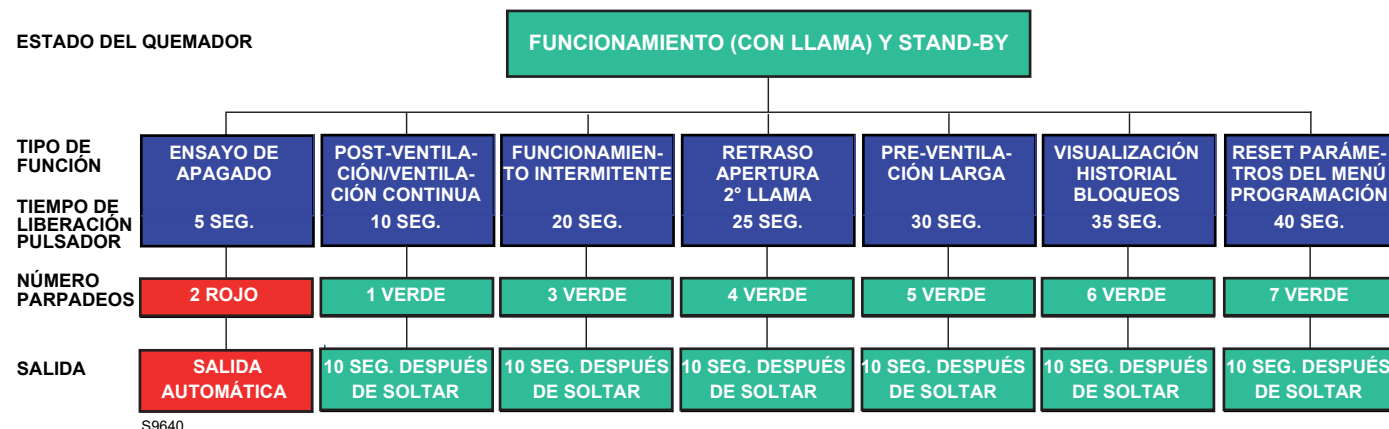 ESTADO DEL QUEMADOR
FUNCIONAMIENTO (CON LLAMA) Y STAND-BY
TIPO DE
FUNCIÓN
ENSAYO DE
APAGADO
POST-VENTILA-
CIÓN/VENTILA-
CIÓN CONTINUA
FUNCIONAMIEN-
TO INTERMITENTE
RETRASO
APERTURA
2° LLAMA
PRE-VENTILA-
CIÓN LARGA
VISUALIZACIÓN
HISTORIAL
BLOQUEOS
RESET PARÁME-
TROS DEL MENÚ
PROGRAMACIÓN
TIEMPO DE
LIBERACIÓN
PULSADOR
5 SEG.
10 SEG.
20 SEG.
25 SEG.
30 SEG.
35 SEG.
40 SEG.
NÚMERO
PARPADEOS
2 ROJO
1 VERDE
3 VERDE
4 VERDE
5 VERDE
6 VERDE
7 VERDE
SALIDA
SALIDA
AUTOMÁTICA
10 SEG. DESPUÉS
DE SOLTAR
10 SEG. DESPUÉS
DE SOLTAR
10 SEG. DESPUÉS
DE SOLTAR
10 SEG. DESPUÉS
DE SOLTAR
10 SEG. DESPUÉS
DE SOLTAR
10 SEG. DESPUÉS
DE SOLTAR
S9640